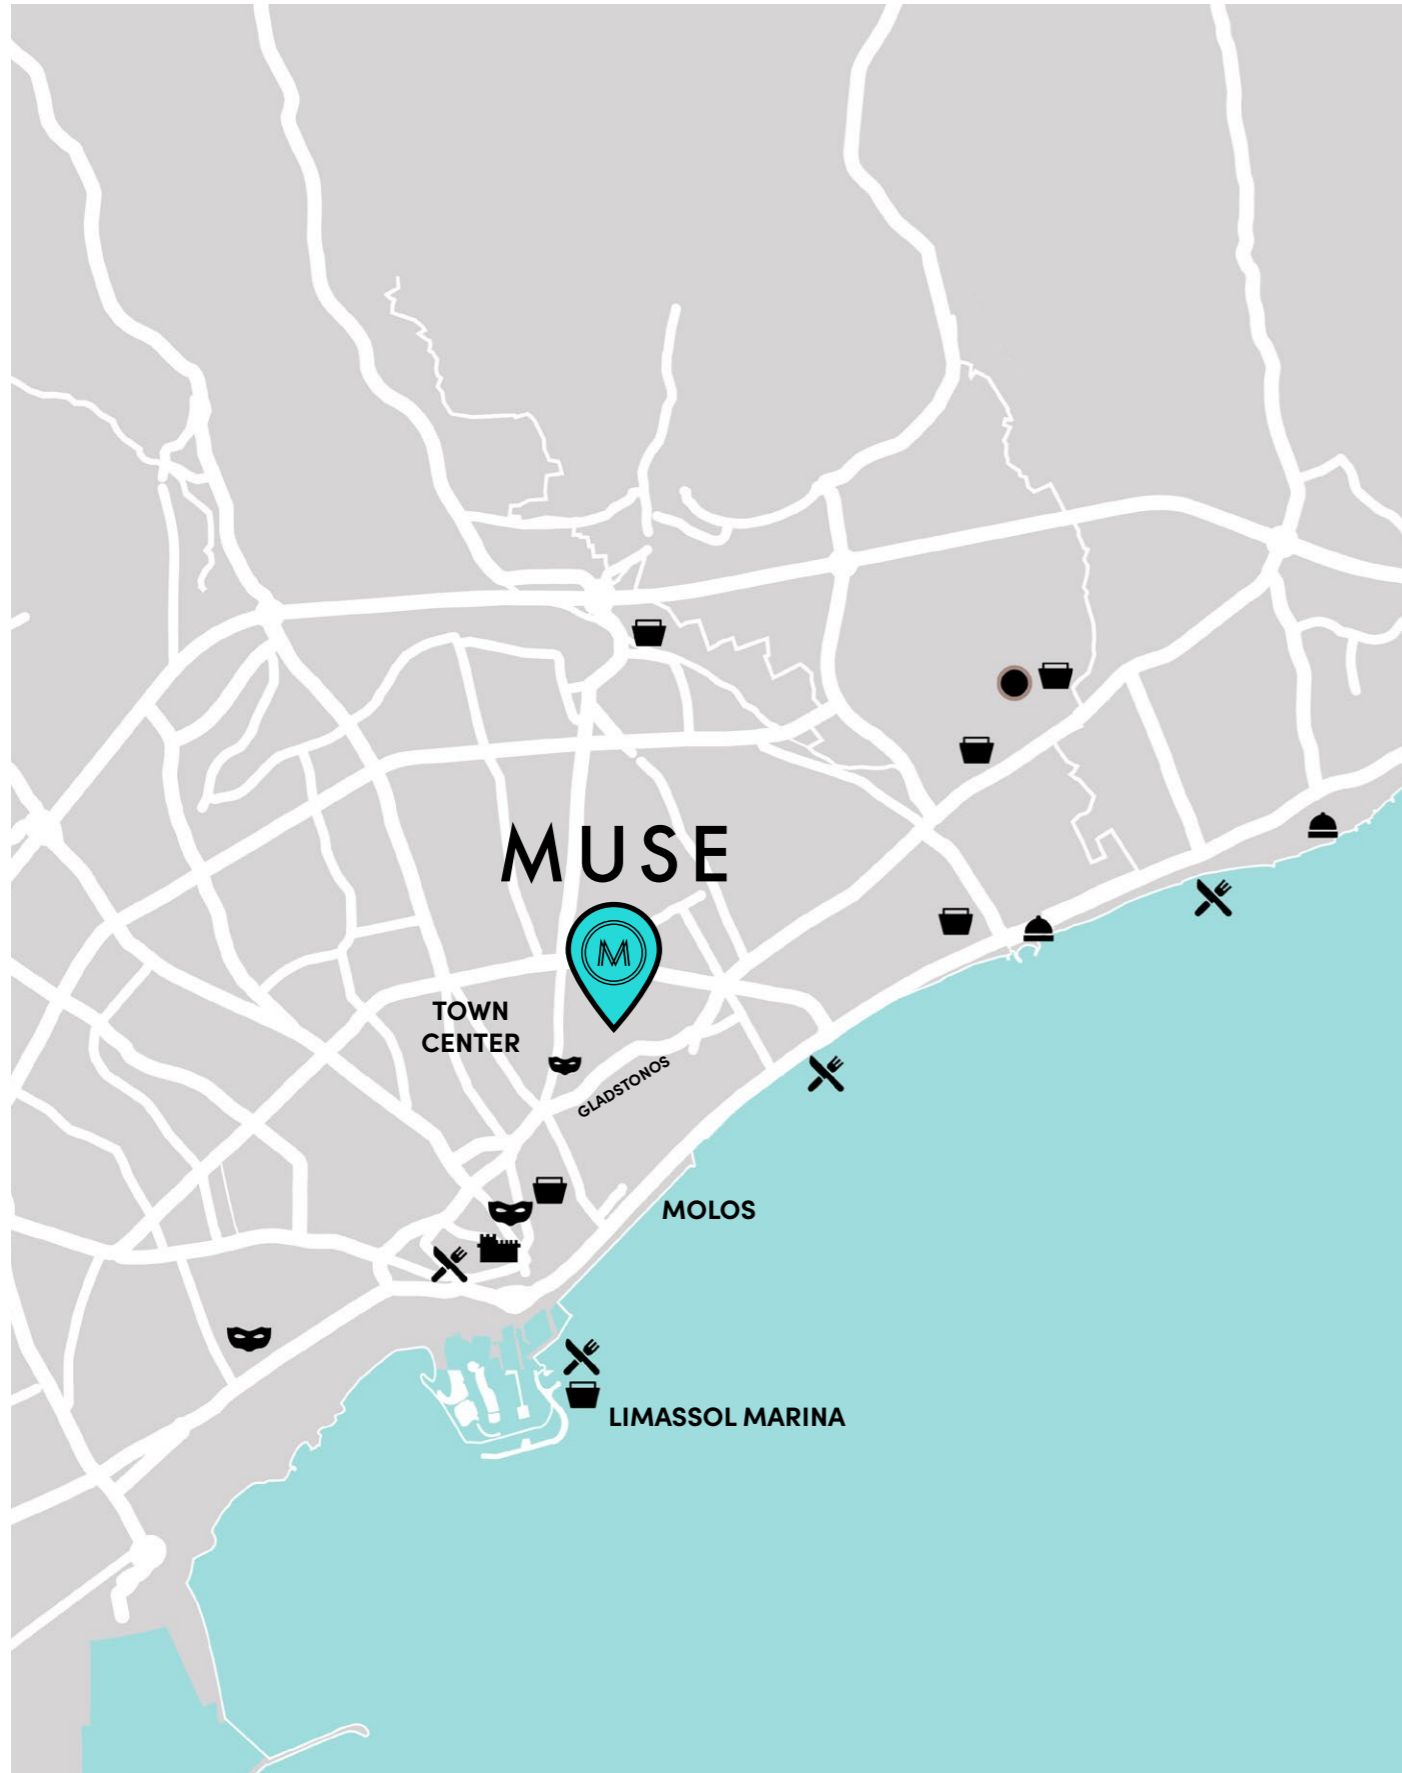 MUSE
M
TOWN
CENTER
GLADSTONOS
MOLOS
LIMASSOL MARINA